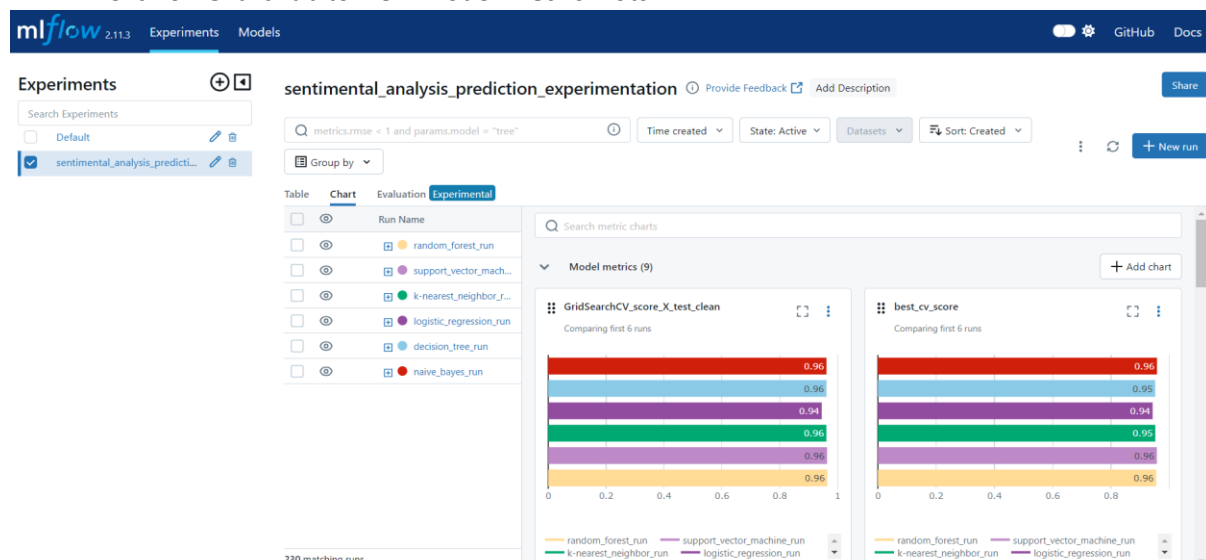 mlflow 2.11.3 Experiments Models GitHub Docs
Experiments
Search Experiments
Default
sentimental_analysis_predicti...
sentimental_analysis_prediction_experimentation Provide Feedback Add Description Share
metrics.rmse < 1 and params.model = "tree" Time created State: Active Datasets Sort: Created
+ New run
Group by
Table Chart Evaluation Experimental
Run Name
random_forest_run
support_vector_mach...
k-nearest_neighbor_r...
logistic_regression_run
decision_tree_run
naive_bayes_run
230 matching runs
Search metric charts
Model metrics (9) + Add chart
GridSearchCV_score_X_test_clean
Comparing first 6 runs
0.96
0.96
0.94
0.96
0.96
0.96
0 0.2 0.4 0.6 0.8 1
random_forest_run support_vector_machine_run
k-nearest_neighbor_run logistic_regression_run
best_cv_score
Comparing first 6 runs
0.96
0.95
0.94
0.95
0.96
0.96
0 0.2 0.4 0.6 0.8
random_forest_run support_vector_machine_run
k-nearest_neighbor_run logistic_regression_run